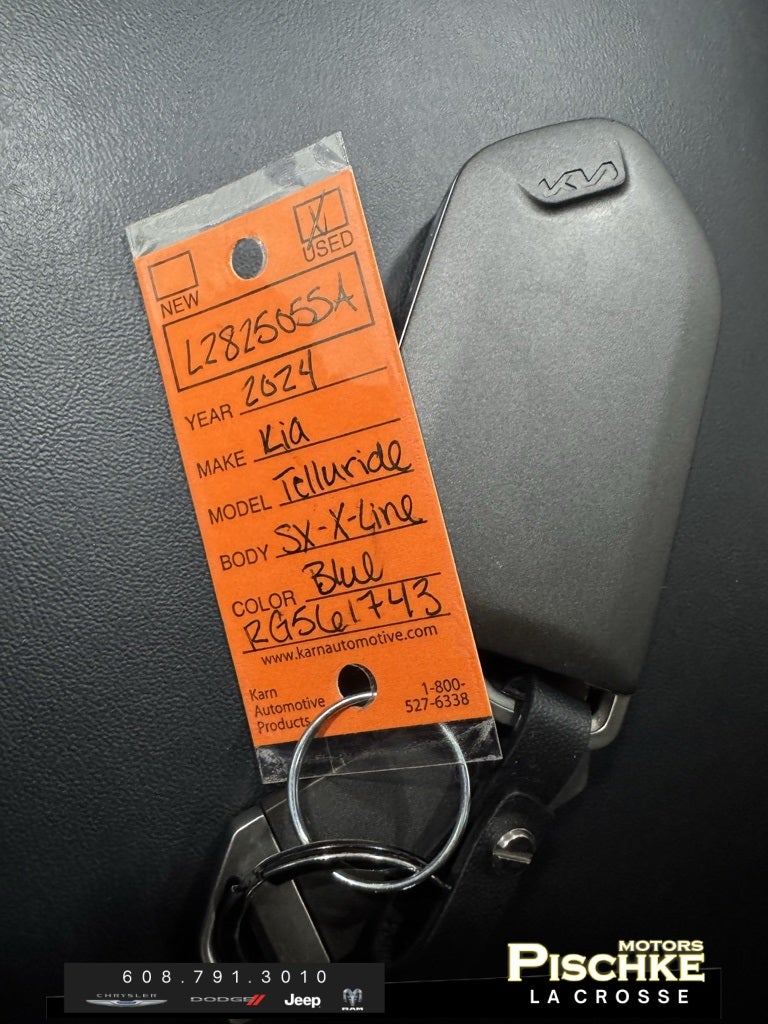 KIA
NEW
X
USED
L2825055A
YEAR 2024
MAKE Kia
MODEL Telluride
BODY SX-X-Line
COLOR Blue
RG561743
www.karnautomotive.com
Karn
Automotive
Products
1-800-
527-6338
608.791.3010
CHRYSLER DODGE Jeep RAM
MOTORS
PISCHKE
LA CROSSE